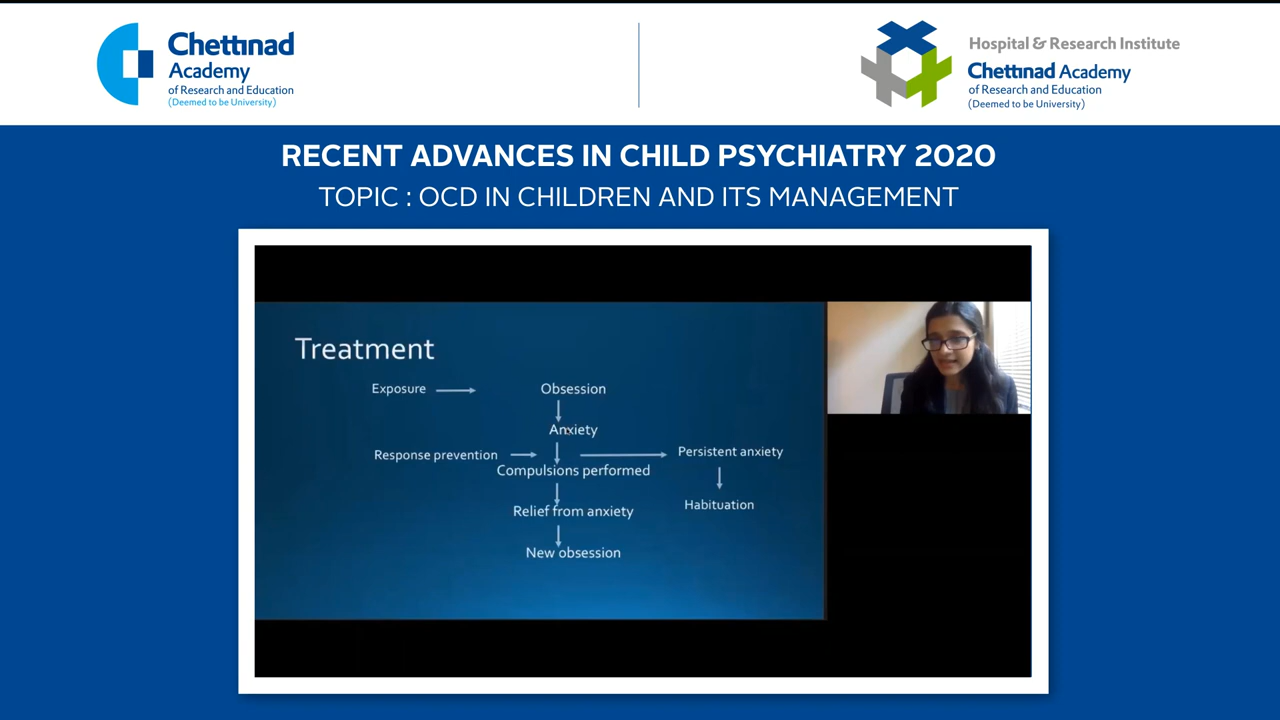 Chettinad
Academy
of Research and Education
(Deemed to be University)
Hospital & Research Institute
Chettinad Academy
of Research and Education
(Deemed to be University)
RECENT ADVANCES IN CHILD PSYCHIATRY 2020
TOPIC : OCD IN CHILDREN AND ITS MANAGEMENT
Treatment
Exposure
Obsession
Anxiety
Response prevention
Persistent anxiety
Compulsions performed
Relief from anxiety
Habituation
New obsession